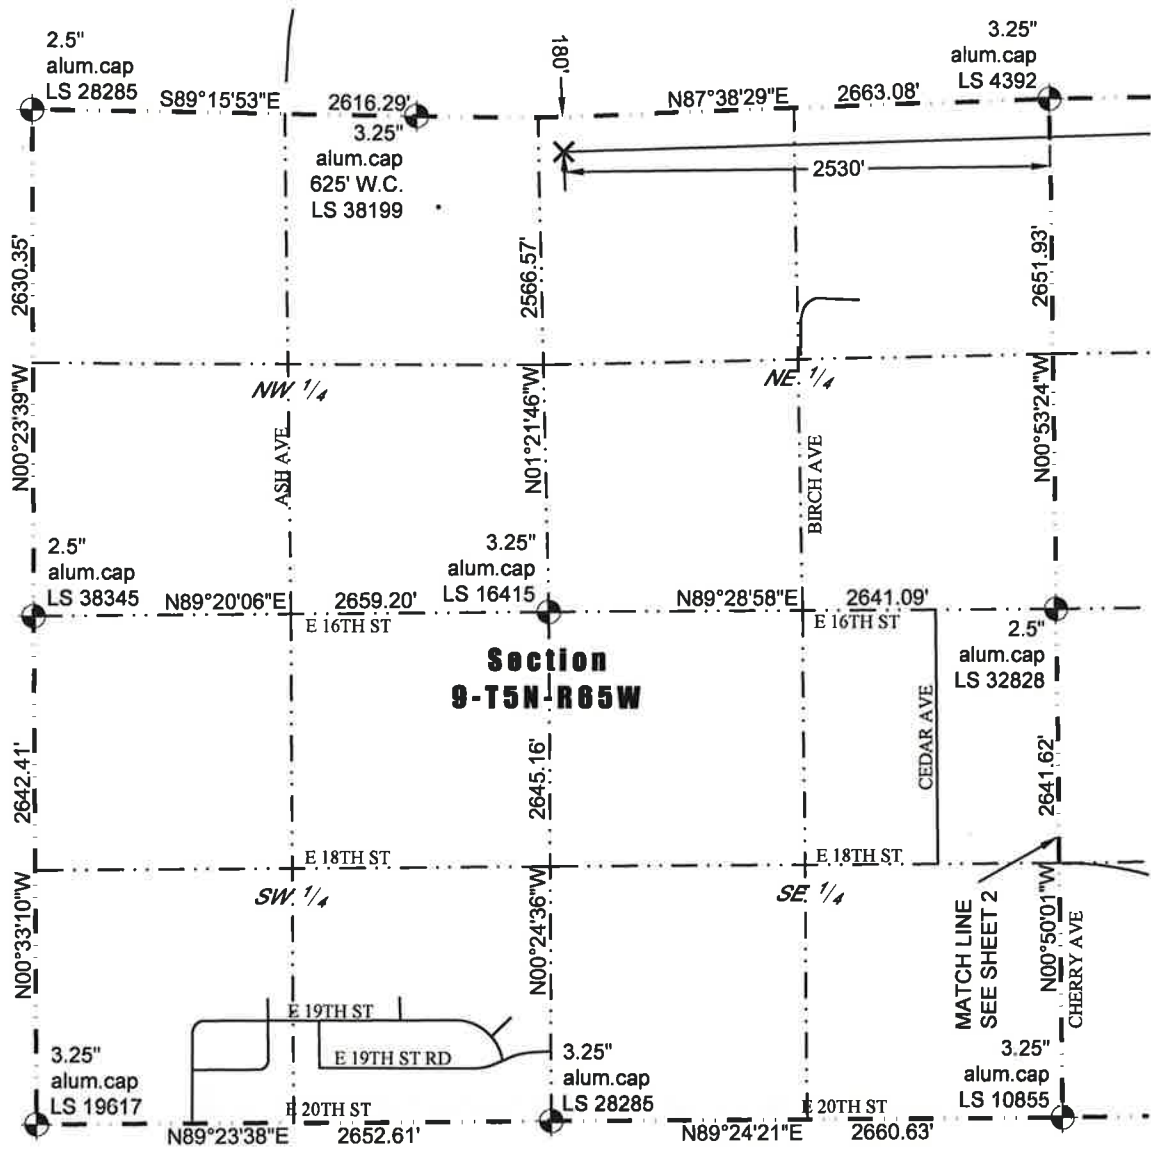 2.5"
alum.cap
LS 28285
S89°15'53"E
2616.29'
3.25"
alum.cap
625' W.C.
LS 38199
180'
N87°38'29"E
2663.08'
3.25"
alum.cap
LS 4392
2530'
2630.35'
N00°23'39"W
2566.57'
N01°21'46"W
2651.93'
N00°53'24"W
NW 1/4
NE 1/4
ASH AVE
BIRCH AVE
2.5"
alum.cap
LS 38345
N89°20'06"E
2659.20'
E 16TH ST
3.25"
alum.cap
LS 16415
N89°28'58"E
2641.09'
E 16TH ST
2.5"
alum.cap
LS 32828
Section
9-T5N-R65W
2642.41'
N00°33'10"W
2645.16'
N00°24'36"W
CEDAR AVE
2641.62'
N00°50'01"W
E 18TH ST
E 18TH ST
SW 1/4
SE 1/4
MATCH LINE
SEE SHEET 2
CHERRY AVE
E 19TH ST
E 19TH ST RD
3.25"
alum.cap
LS 19617
E 20TH ST
N89°23'38"E
2652.61'
3.25"
alum.cap
LS 28285
E 20TH ST
N89°24'21"E
2660.63'
3.25"
alum.cap
LS 10855